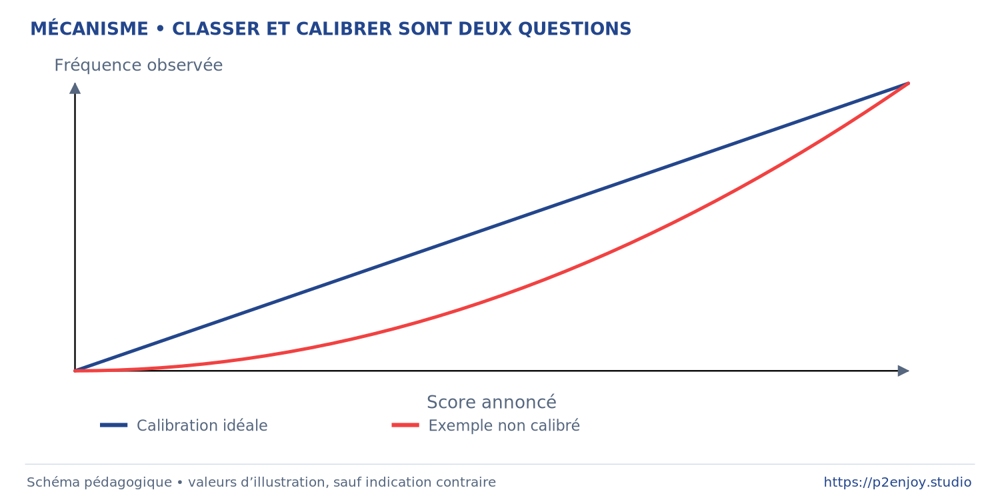 MÉCANISME • CLASSER ET CALIBRER SONT DEUX QUESTIONS
Fréquence observée
Score annoncé
Calibration idéale
Exemple non calibré
Schéma pédagogique • valeurs d’illustration, sauf indication contraire
https://p2enjoy.studio